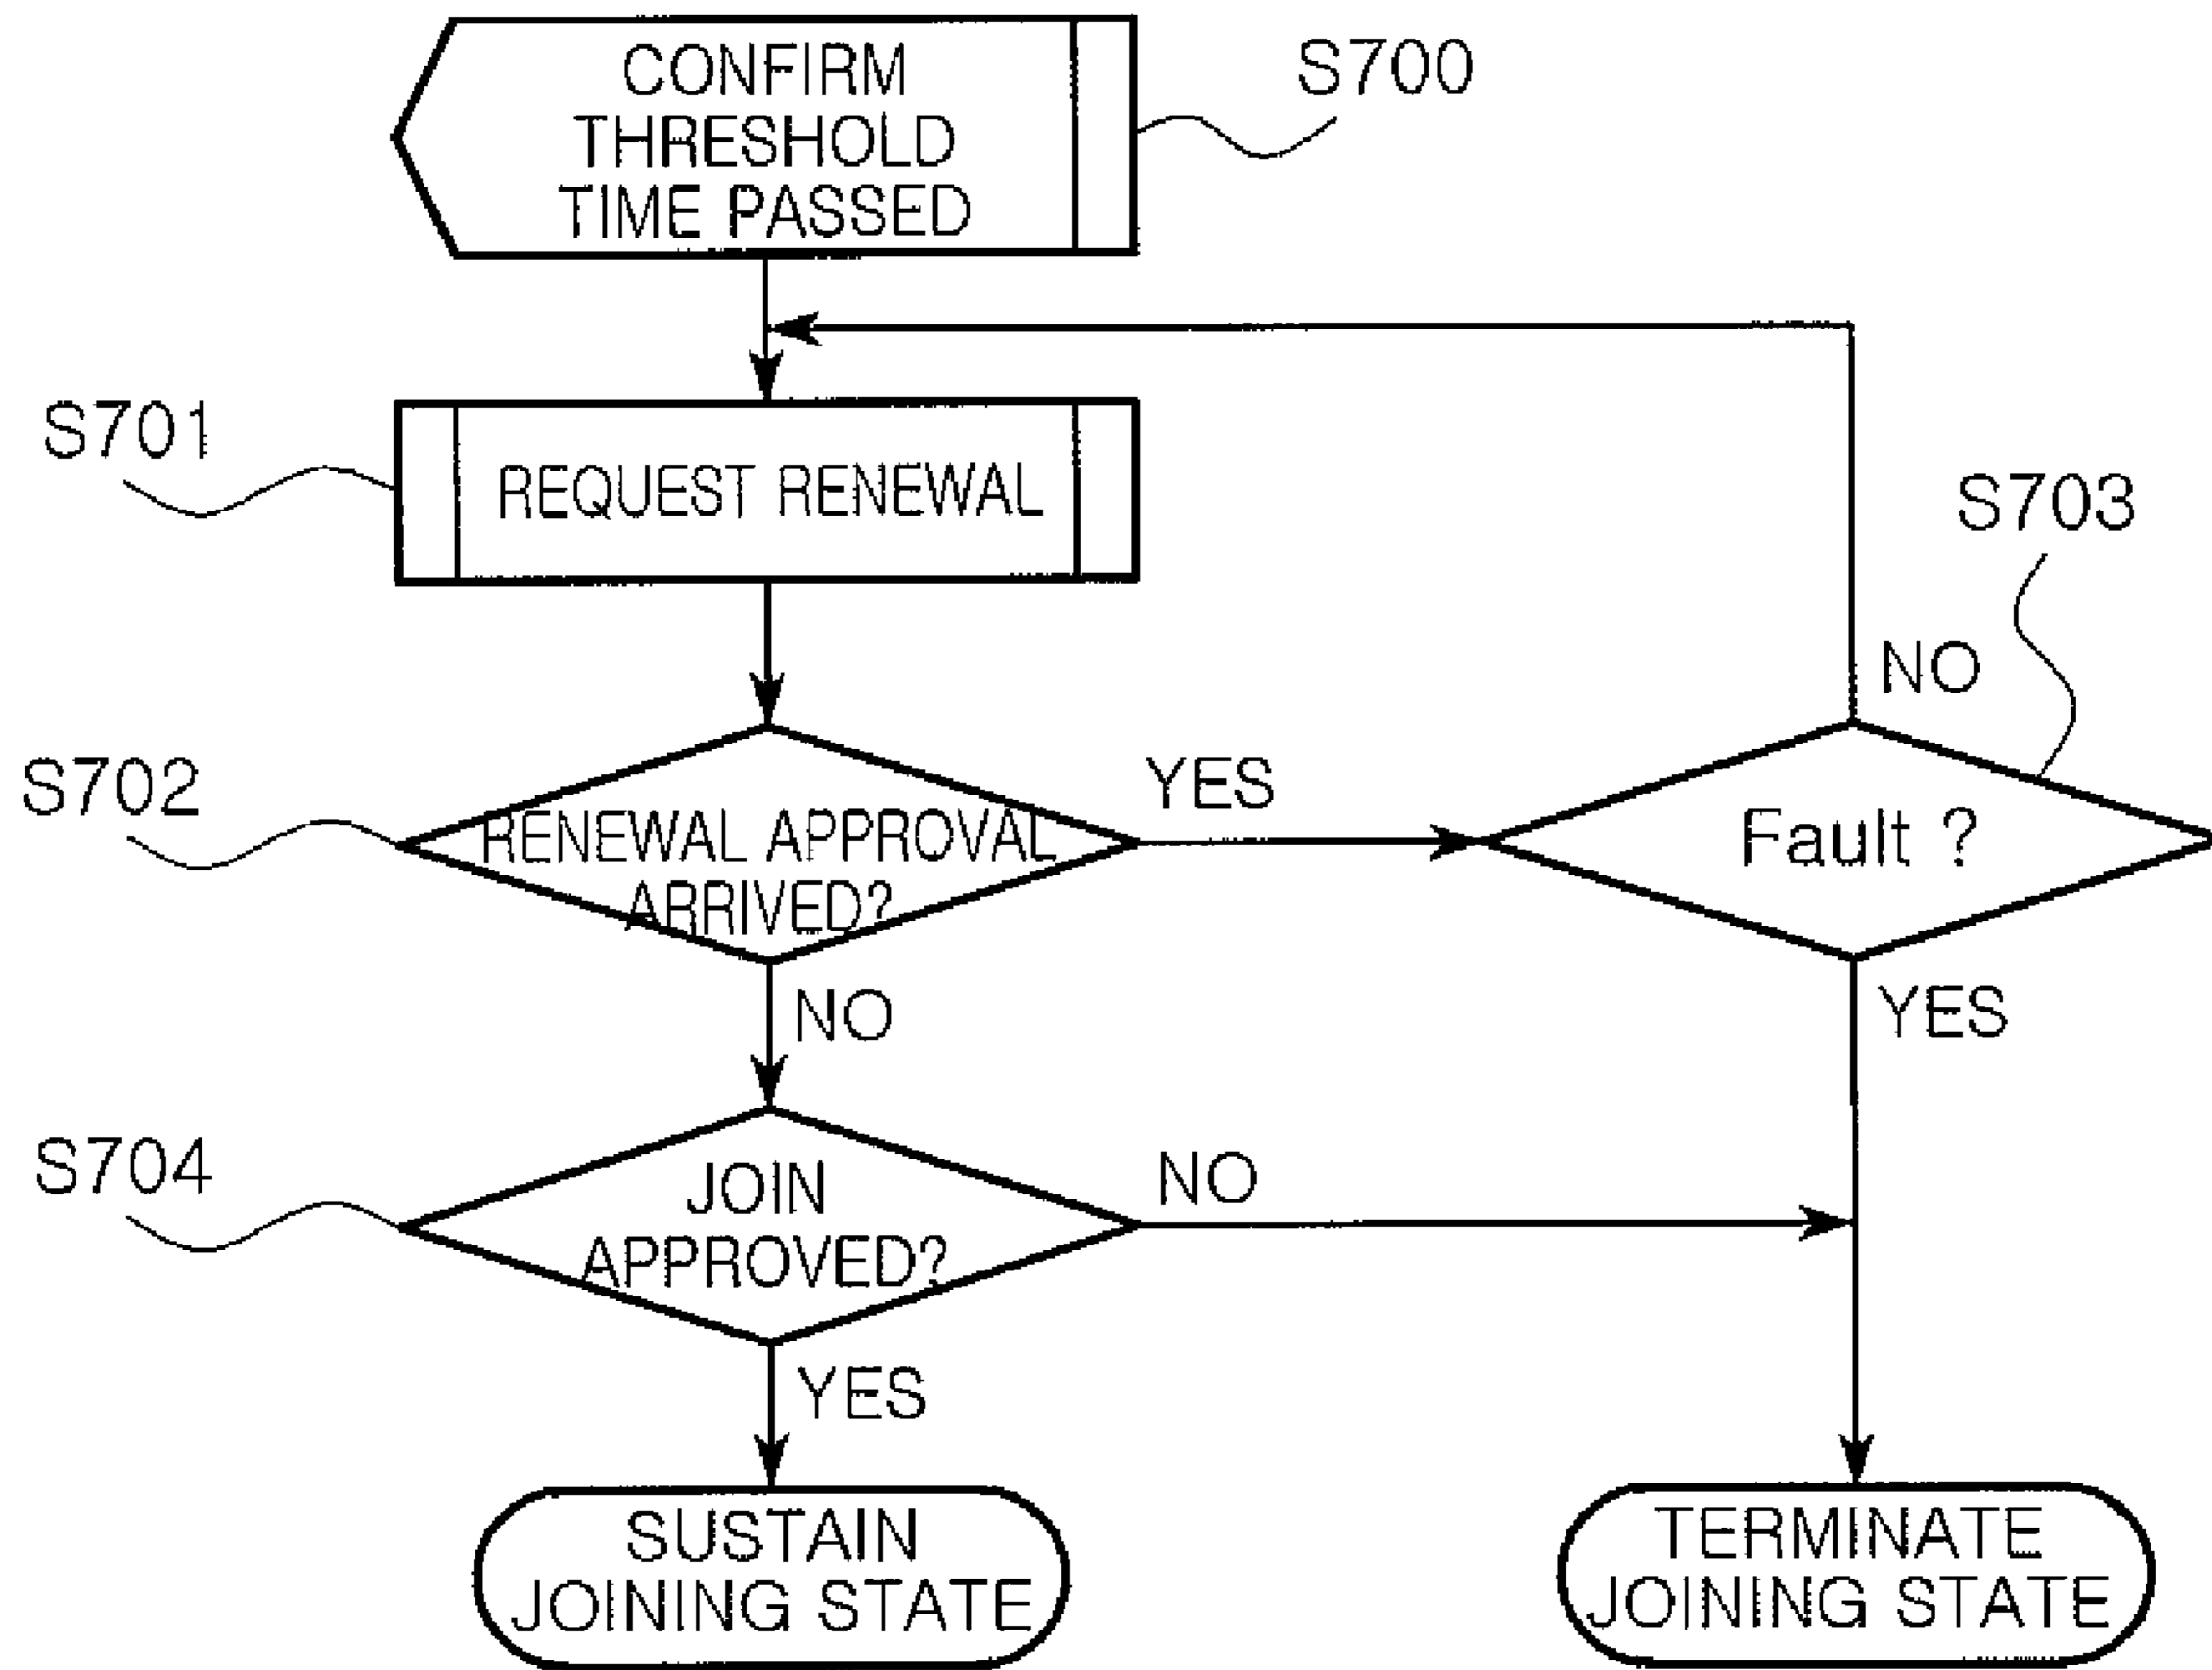 CONFIRM
THRESHOLD
TIME PASSED
S700
S701
REQUEST RENEWAL
S703
NO
S702
RENEWAL APPROVAL
ARRIVED?
YES
Fault ?
NO
YES
S704
JOIN
APPROVED?
NO
YES
SUSTAIN
JOINING STATE
TERMINATE
JOINING STATE